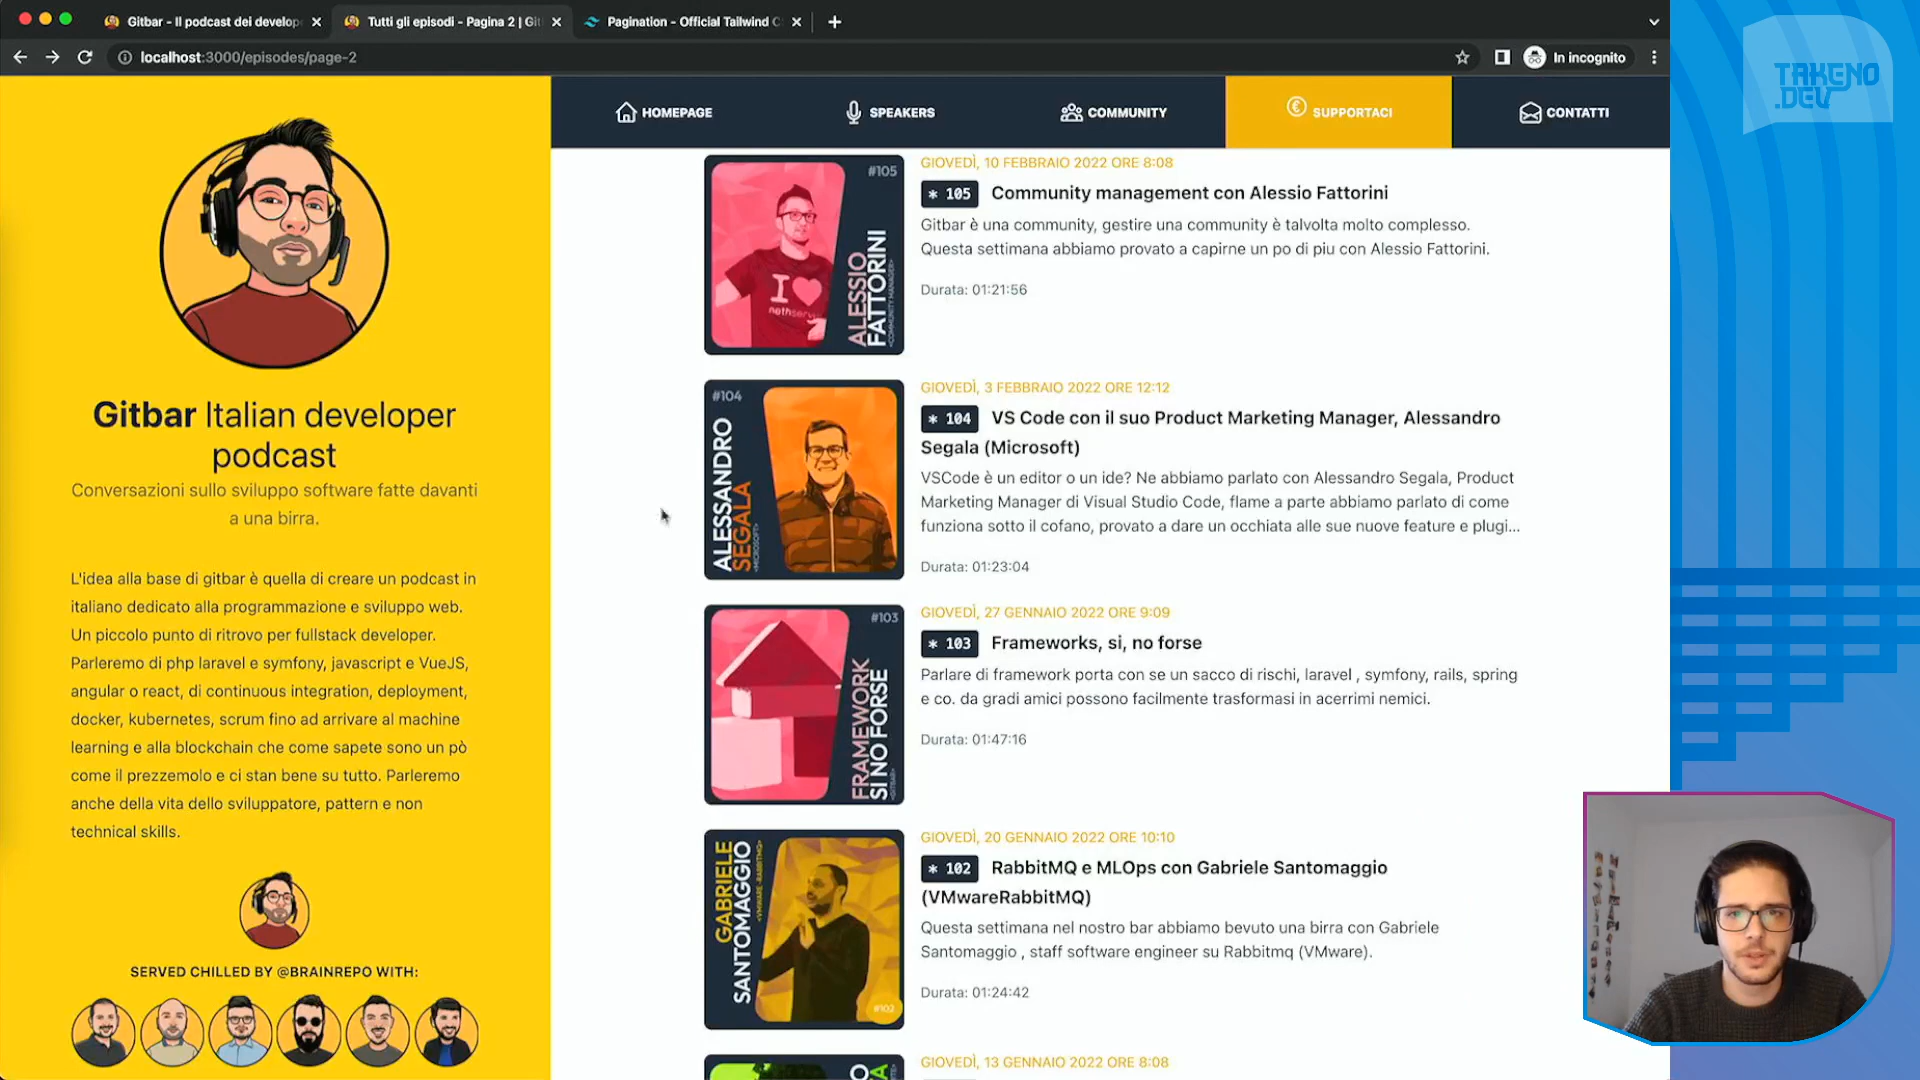 Gitbar - Il podcast dei develop
Tutti gli episodi - Pagina 2 | Git
Pagination - Official Tailwind C
localhost:3000/episodes/page-2
In incognito
HOMEPAGE
SPEAKERS
COMMUNITY
SUPPORTACI
CONTATTI
TAKENO
.DEV
Gitbar Italian developer
podcast
Conversazioni sullo sviluppo software fatte davanti
a una birra.
L'idea alla base di gitbar è quella di creare un podcast in
italiano dedicato alla programmazione e sviluppo web.
Un piccolo punto di ritrovo per fullstack developer.
Parleremo di php laravel e symfony, javascript e VueJS,
angular o react, di continuous integration, deployment,
docker, kubernetes, scrum fino ad arrivare al machine
learning e alla blockchain che come sapete sono un pò
come il prezzemolo e ci stan bene su tutto. Parleremo
anche della vita dello sviluppatore, pattern e non
technical skills.
SERVED CHILLED BY @BRAINREPO WITH:
#105
ALESSIO
FATTORINI
<COMMUNITY MANAGER>
I
nethserv
GIOVEDÌ, 10 FEBBRAIO 2022 ORE 8:08
* 105 Community management con Alessio Fattorini
Gitbar è una community, gestire una community è talvolta molto complesso.
Questa settimana abbiamo provato a capirne un po di piu con Alessio Fattorini.
Durata: 01:21:56
#104
ALESSANDRO
SEGALA
<MICROSOFT>
GIOVEDÌ, 3 FEBBRAIO 2022 ORE 12:12
* 104 VS Code con il suo Product Marketing Manager, Alessandro
Segala (Microsoft)
VSCode è un editor o un ide? Ne abbiamo parlato con Alessandro Segala, Product
Marketing Manager di Visual Studio Code, flame a parte abbiamo parlato di come
funziona sotto il cofano, provato a dare un occhiata alle sue nuove feature e plugi...
Durata: 01:23:04
#103
FRAMEWORK
SI NO FORSE
<GITBAR>
GIOVEDÌ, 27 GENNAIO 2022 ORE 9:09
* 103 Frameworks, si, no forse
Parlare di framework porta con se un sacco di rischi, laravel , symfony, rails, spring
e co. da gradi amici possono facilmente trasformasi in acerrimi nemici.
Durata: 01:47:16
GABRIELE
SANTOMAGGIO
<VMWARE -RABBITMQ>
#102
GIOVEDÌ, 20 GENNAIO 2022 ORE 10:10
* 102 RabbitMQ e MLOps con Gabriele Santomaggio
(VMwareRabbitMQ)
Questa settimana nel nostro bar abbiamo bevuto una birra con Gabriele
Santomaggio , staff software engineer su Rabbitmq (VMware).
Durata: 01:24:42
GIOVEDÌ, 13 GENNAIO 2022 ORE 8:08